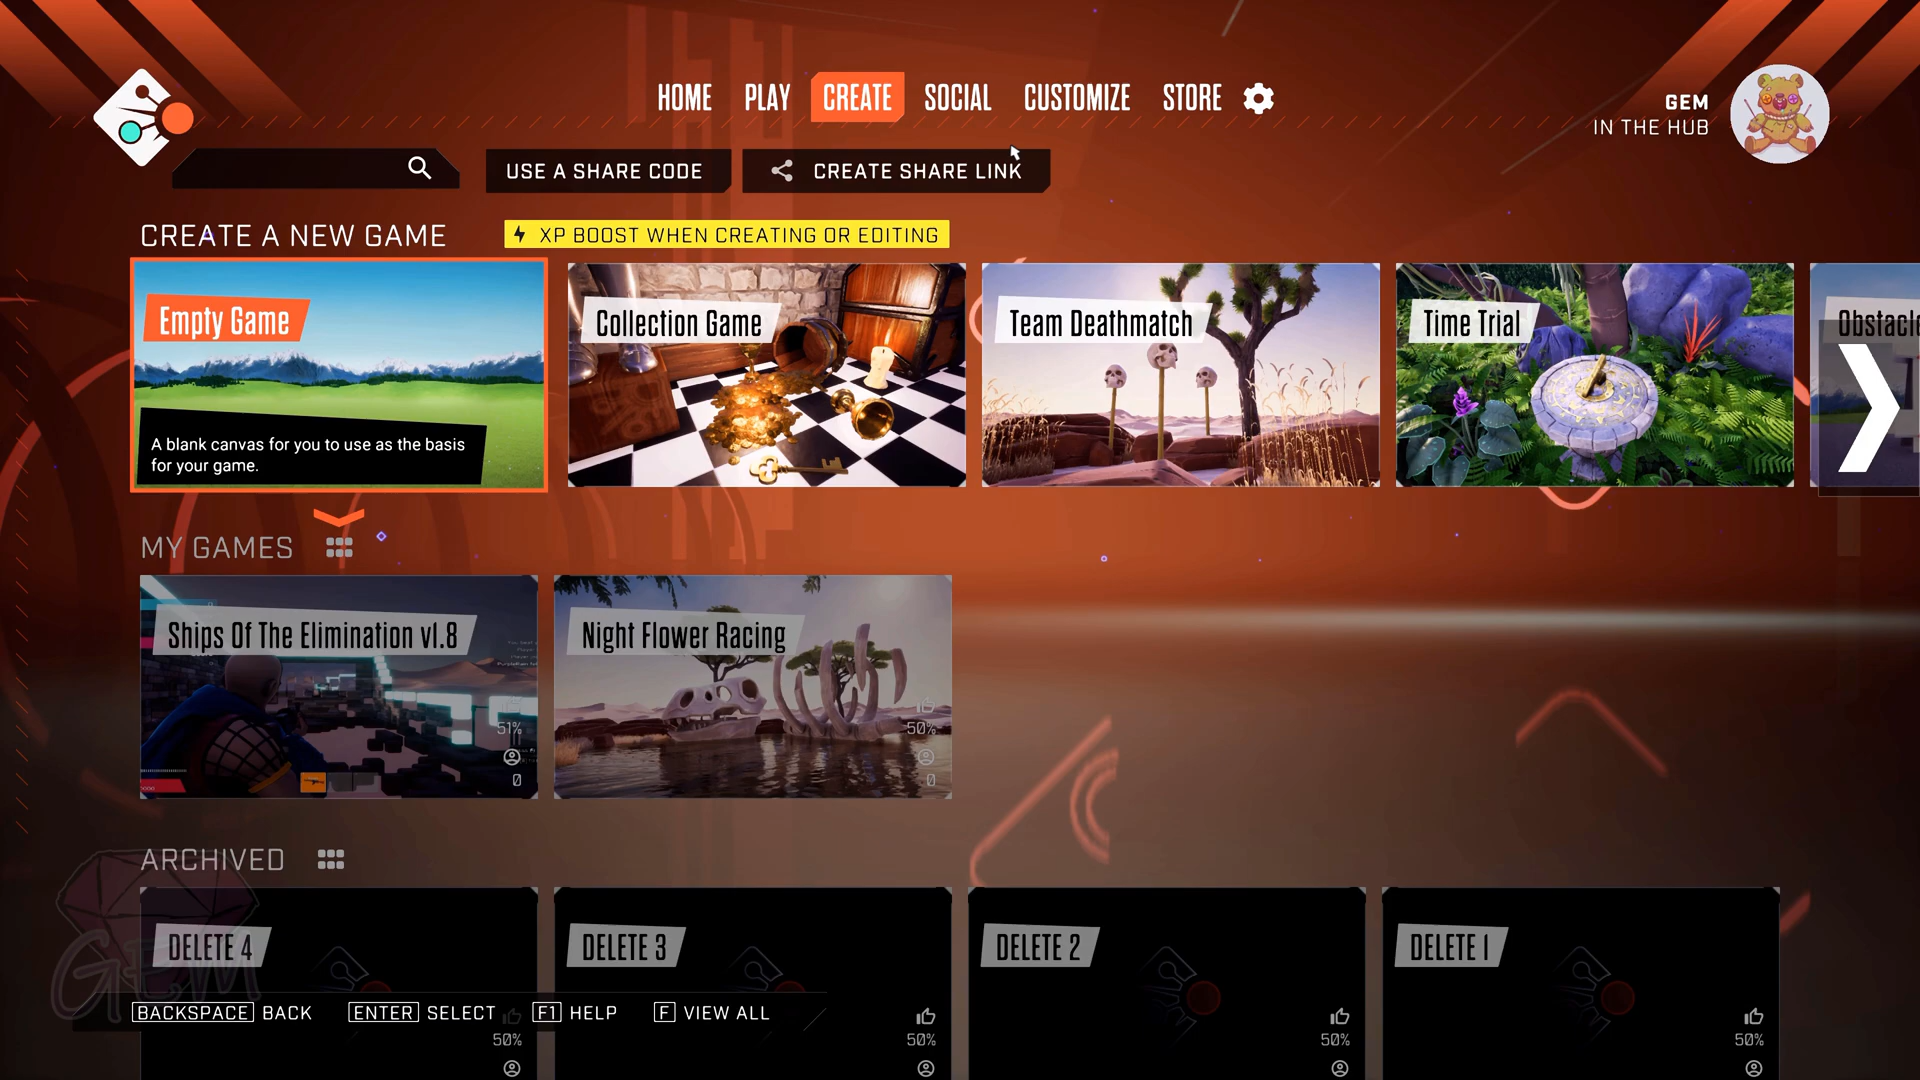 HOME PLAY CREATE SOCIAL CUSTOMIZE STORE
GEM
IN THE HUB
USE A SHARE CODE
CREATE SHARE LINK
CREATE A NEW GAME
XP BOOST WHEN CREATING OR EDITING
Empty Game
A blank canvas for you to use as the basis
for your game.
Collection Game
Team Deathmatch
Time Trial
MY GAMES
Ships Of The Elimination v1.8
51%
0
Night Flower Racing
50%
0
ARCHIVED
DELETE 4
DELETE 3
DELETE 2
DELETE 1
GEM
BACKSPACE BACK
ENTER SELECT
F1 HELP
F VIEW ALL
50%
50%
50%
50%